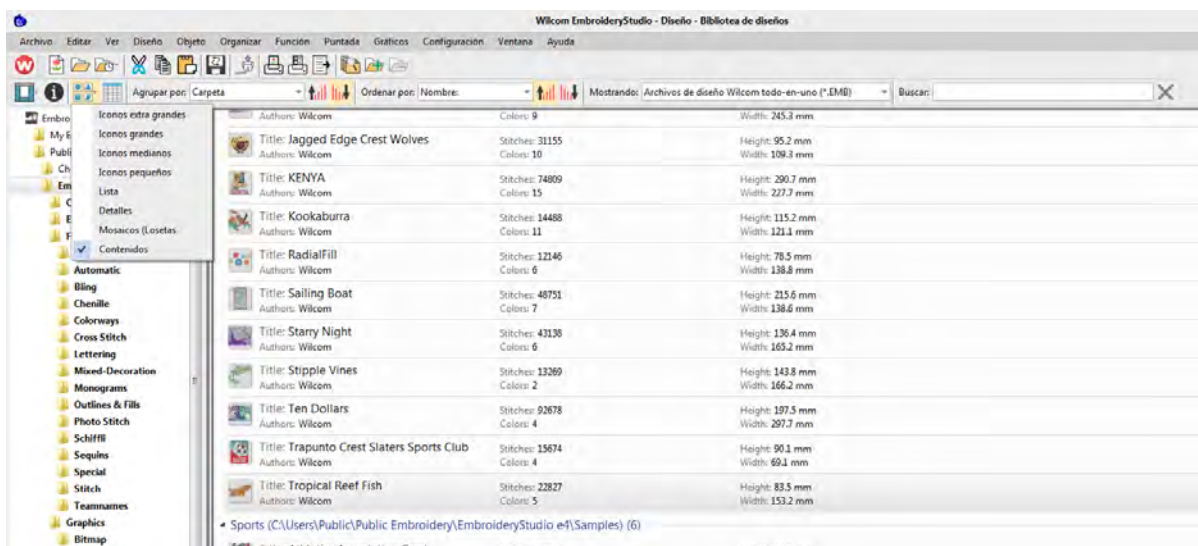 Wilcom EmbroideryStudio - Diseño - Bibliotea de diseños
Archivo Editar Ver Diseño Objeto Organizar Función Puntada Gráficos Configuración Ventana Ayuda
Agrupar por: Carpeta Ordenar por: Nombre: Mostrando: Archivos de diseño Wilcom todo-en-uno (*.EMB) Buscar:
Embro
My E
Publi
Ch
Em
C
E
F
Iconos extra grandes
Iconos grandes
Iconos medianos
Iconos pequeños
Lista
Detalles
Mosaicos (Losetas
Contenidos
Automatic
Bling
Chenille
Colorways
Cross Stitch
Lettering
Mixed-Decoration
Monograms
Outlines & Fills
Photo Stitch
Schiffli
Sequins
Special
Stitch
Teamnames
Graphics
Bitmap
Authors: Wilcom Colors: 9 Width: 245.3 mm
Title: Jagged Edge Crest Wolves Stitches: 31155 Height: 95.2 mm
Authors: Wilcom Colors: 10 Width: 109.3 mm
Title: KENYA Stitches: 74809 Height: 290.7 mm
Authors: Wilcom Colors: 15 Width: 227.7 mm
Title: Kookaburra Stitches: 14488 Height: 115.2 mm
Authors: Wilcom Colors: 11 Width: 121.1 mm
Title: RadialFill Stitches: 12146 Height: 78.5 mm
Authors: Wilcom Colors: 6 Width: 138.8 mm
Title: Sailing Boat Stitches: 48751 Height: 215.6 mm
Authors: Wilcom Colors: 7 Width: 138.6 mm
Title: Starry Night Stitches: 43138 Height: 136.4 mm
Authors: Wilcom Colors: 6 Width: 165.2 mm
Title: Stipple Vines Stitches: 13269 Height: 143.8 mm
Authors: Wilcom Colors: 2 Width: 166.2 mm
Title: Ten Dollars Stitches: 92678 Height: 197.5 mm
Authors: Wilcom Colors: 4 Width: 297.7 mm
Title: Trapunto Crest Slaters Sports Club Stitches: 15674 Height: 90.1 mm
Authors: Wilcom Colors: 4 Width: 69.1 mm
Title: Tropical Reef Fish Stitches: 22827 Height: 83.5 mm
Authors: Wilcom Colors: 5 Width: 153.2 mm
Sports (C:\Users\Public\Public Embroidery\EmbroideryStudio e4\Samples) (6)